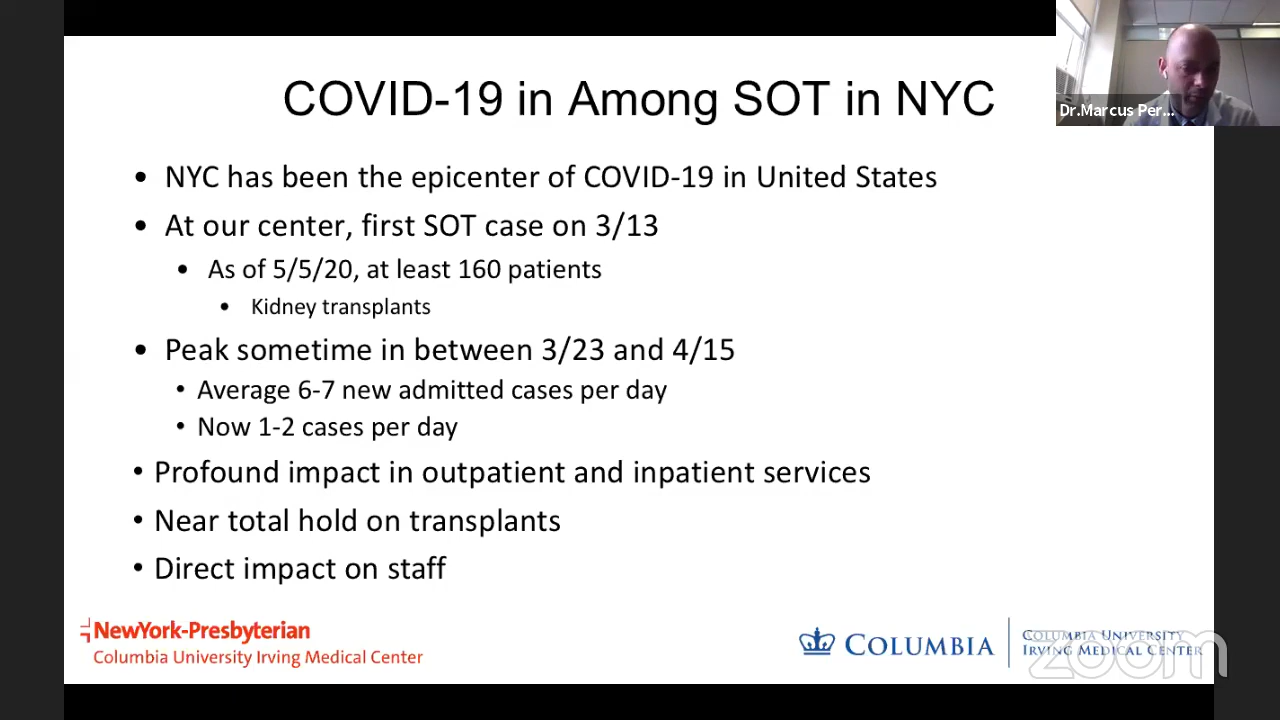 COVID-19 in Among SOT in NYC
Dr.Marcus Per...
• NYC has been the epicenter of COVID-19 in United States
• At our center, first SOT case on 3/13
• As of 5/5/20, at least 160 patients
• Kidney transplants
• Peak sometime in between 3/23 and 4/15
• Average 6-7 new admitted cases per day
• Now 1-2 cases per day
• Profound impact in outpatient and inpatient services
• Near total hold on transplants
• Direct impact on staff
NewYork-Presbyterian
Columbia University Irving Medical Center
COLUMBIA
COLUMBIA UNIVERSITY
IRVING MEDICAL CENTER
zoom